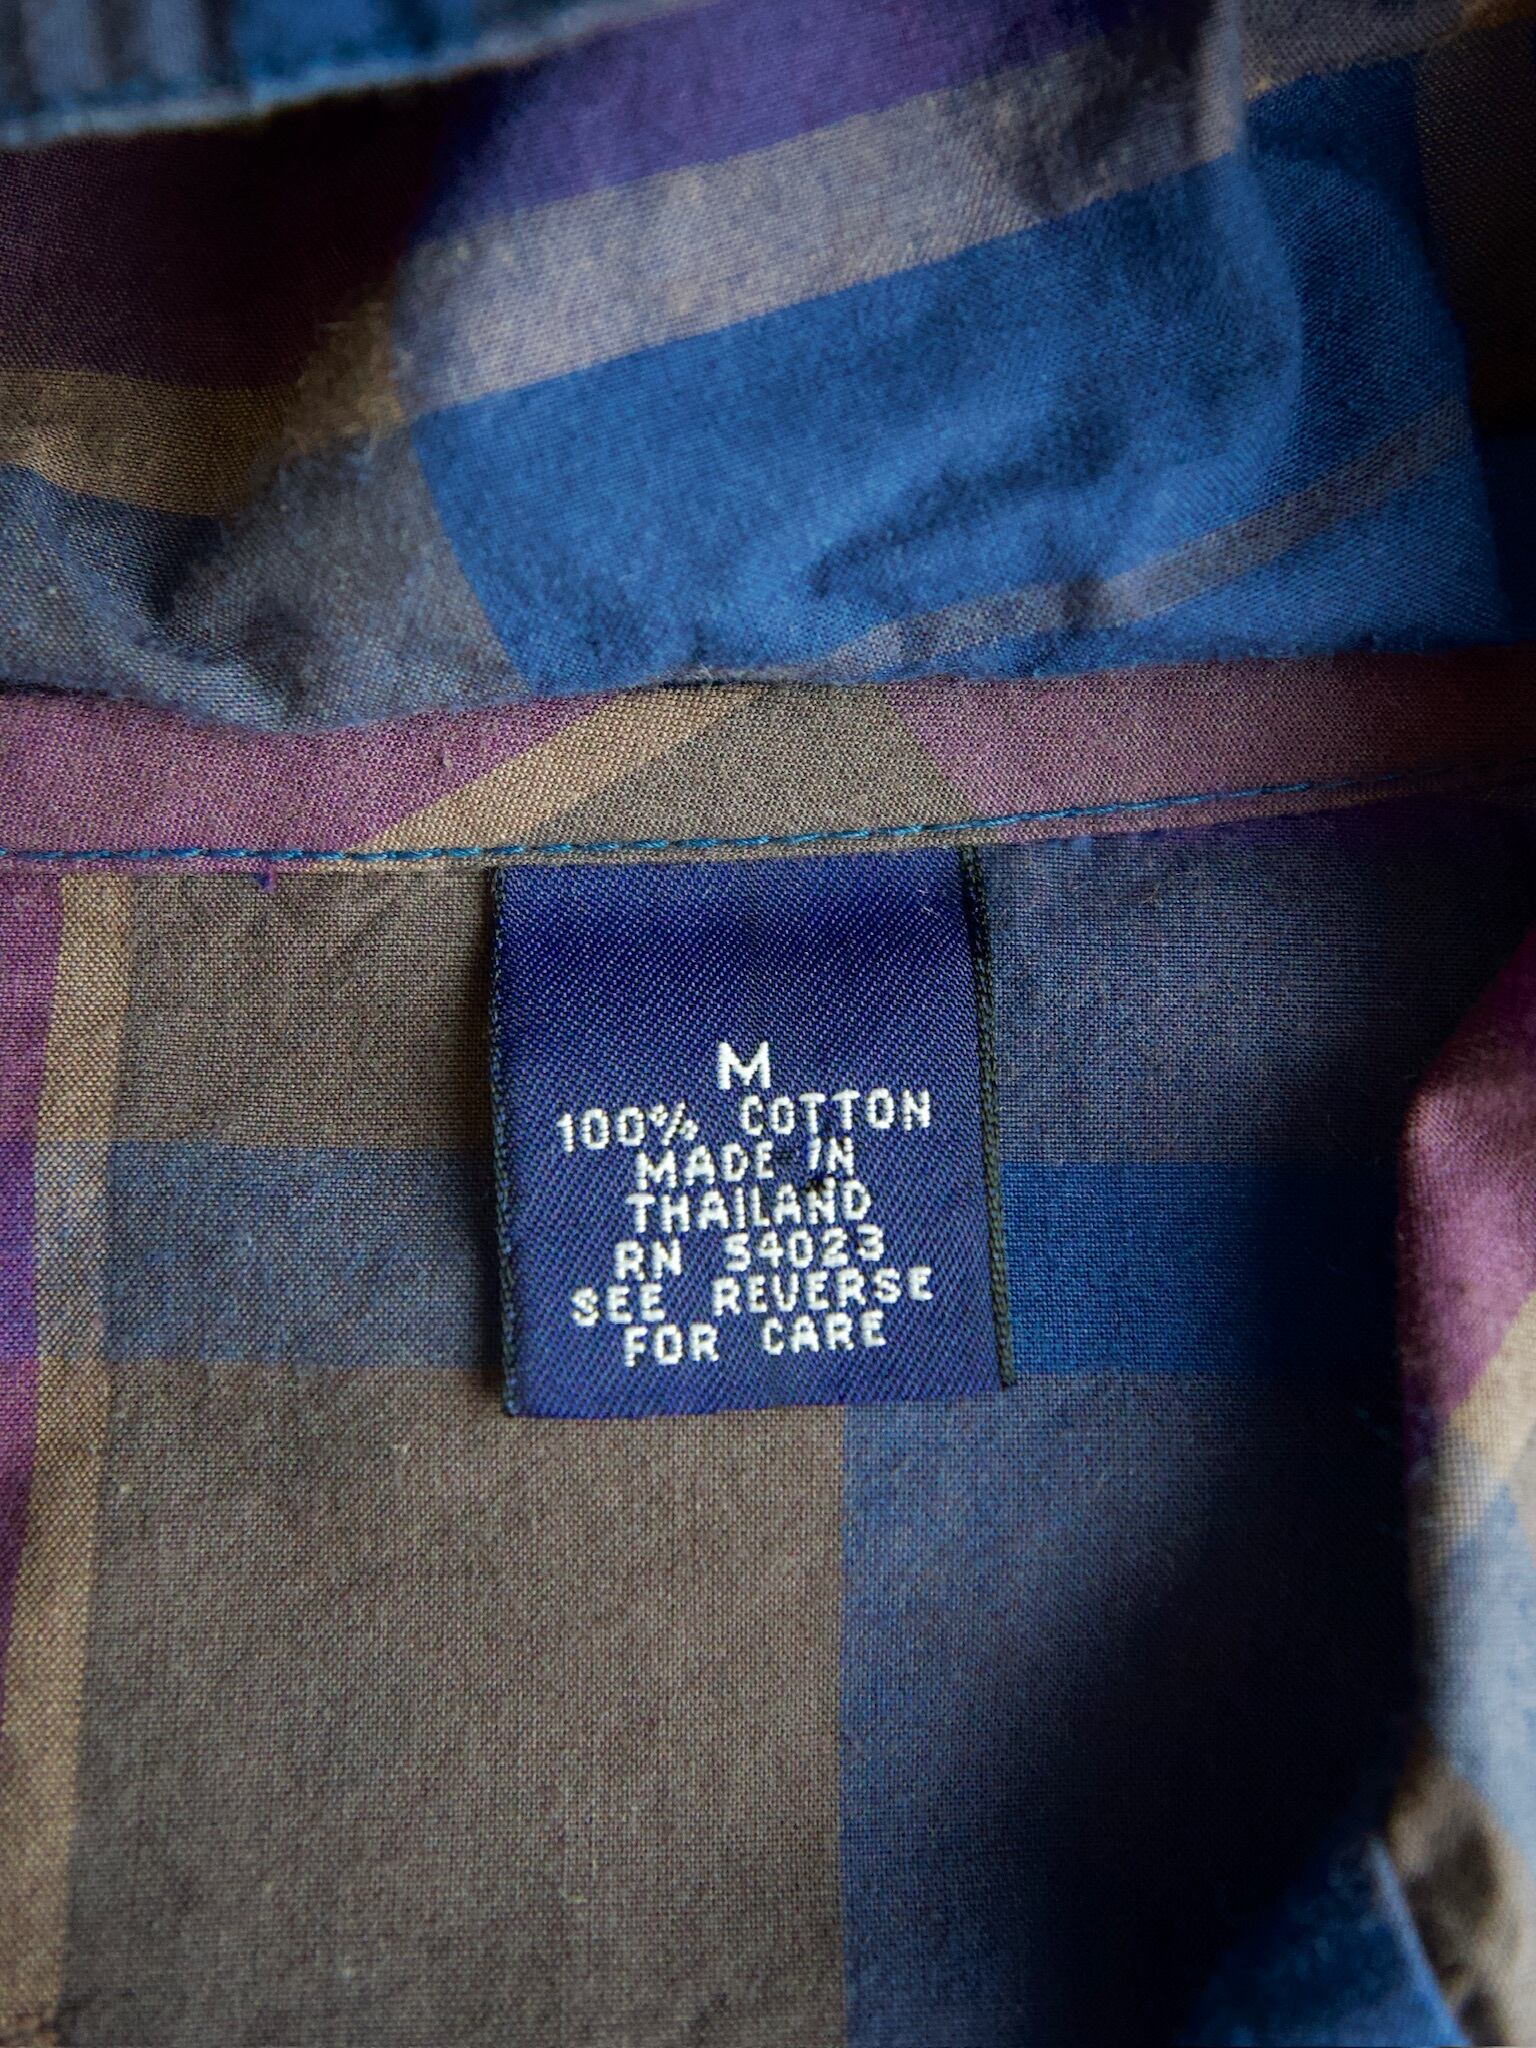 M
100% COTTON
MADE IN
THAILAND
RN 54023
SEE REVERSE
FOR CARE